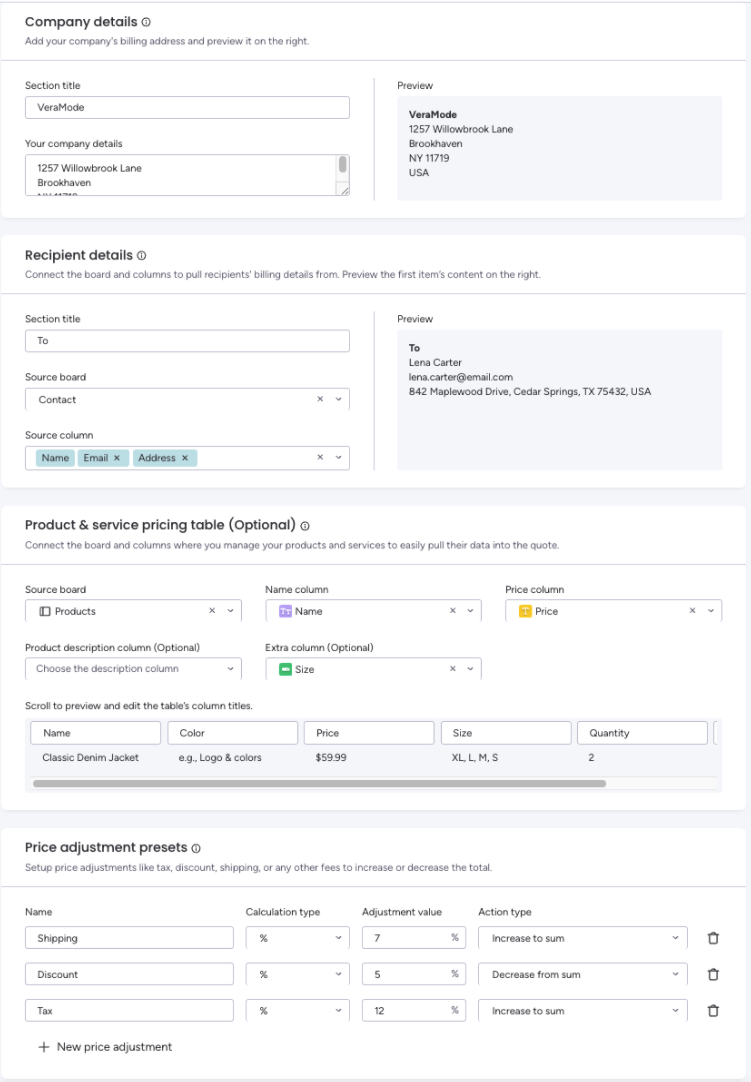 Company details
Add your company's billing address and preview it on the right.
Section title
VeraMode
Your company details
1257 Willowbrook Lane
Brookhaven
NY 11719
Preview
VeraMode
1257 Willowbrook Lane
Brookhaven
NY 11719
USA
Recipient details
Connect the board and columns to pull recipients' billing details from. Preview the first item's content on the right.
Section title
To
Source board
Contact
Source column
Name Email Address
Preview
To
Lena Carter
lena.carter@email.com
842 Maplewood Drive, Cedar Springs, TX 75432, USA
Product & service pricing table (Optional)
Connect the board and columns where you manage your products and services to easily pull their data into the quote.
Source board Name column Price column
Products Name Price
Product description column (Optional) Extra column (Optional)
Choose the description column Size
Scroll to preview and edit the table's column titles.
Name Color Price Size Quantity
Classic Denim Jacket e.g., Logo & colors $59.99 XL, L, M, S 2
Price adjustment presets
Setup price adjustments like tax, discount, shipping, or any other fees to increase or decrease the total.
Name Calculation type Adjustment value Action type
Shipping % 7 % Increase to sum
Discount % 5 % Decrease from sum
Tax % 12 % Increase to sum
+ New price adjustment